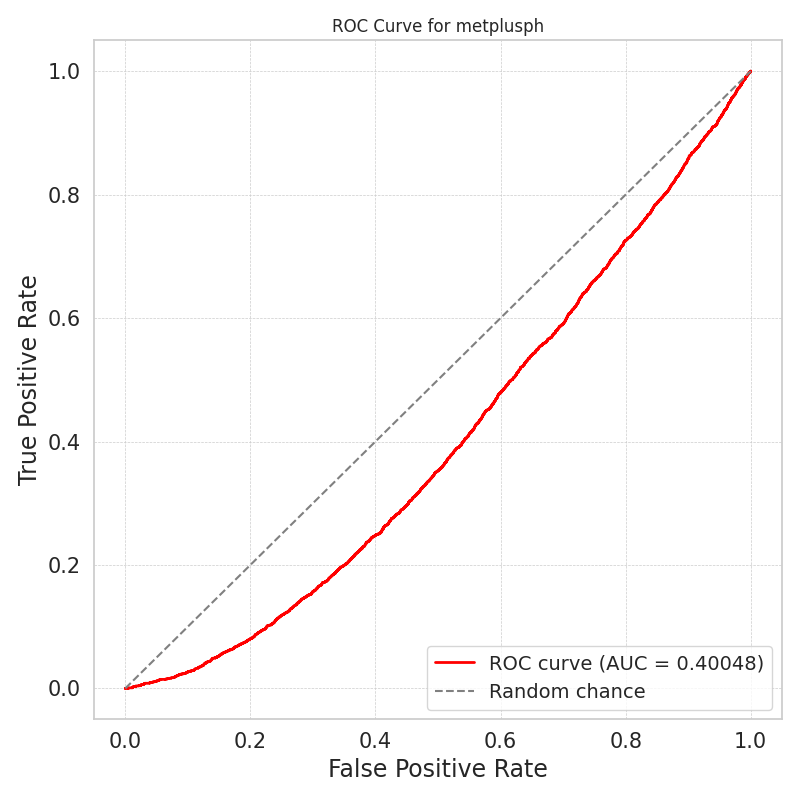 ROC Curve for metplusph
1.0
0.8
0.6
0.4
0.2
0.0
True Positive Rate
ROC curve (AUC = 0.40048)
Random chance
0.0 0.2 0.4 0.6 0.8 1.0
False Positive Rate